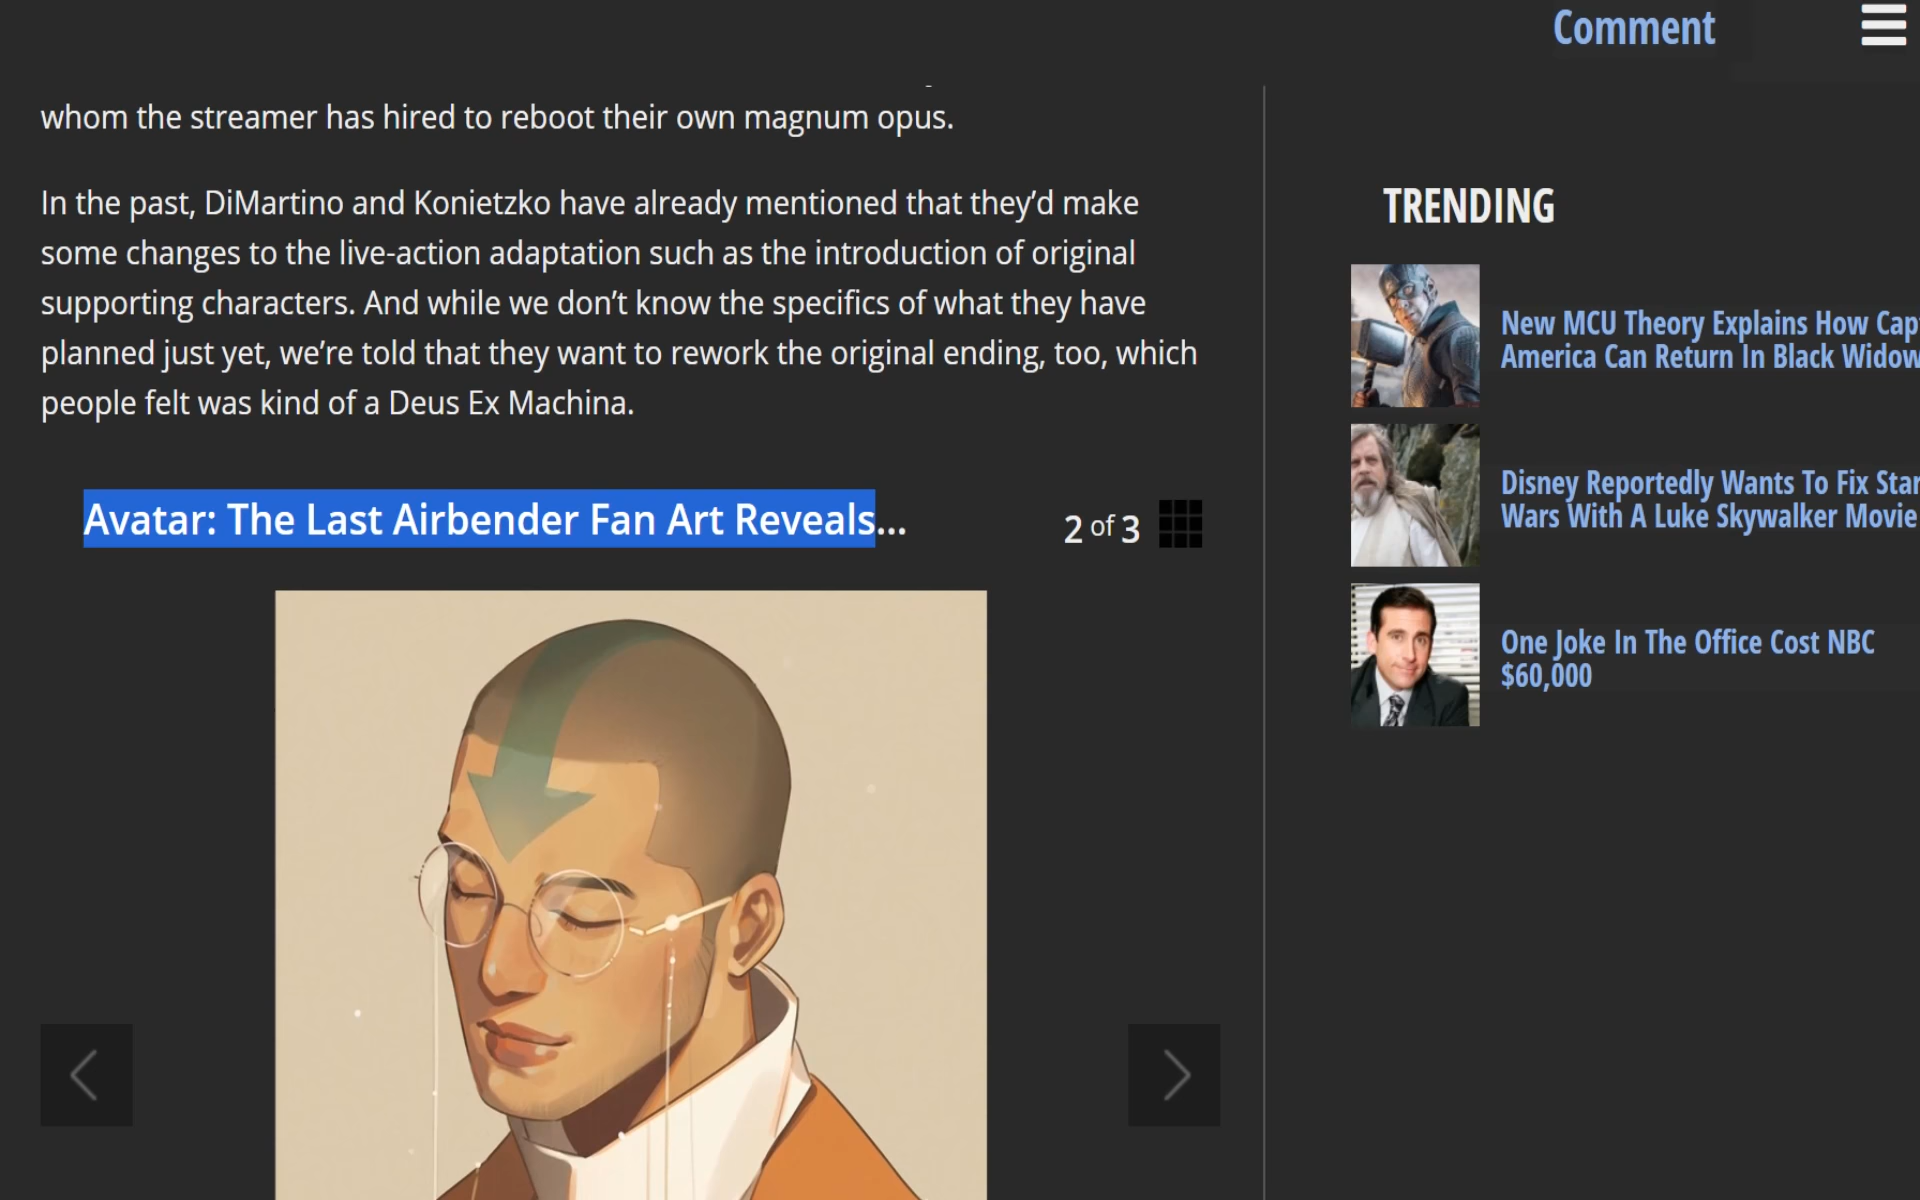 Comment
whom the streamer has hired to reboot their own magnum opus.
In the past, DiMartino and Konietzko have already mentioned that they’d make
some changes to the live-action adaptation such as the introduction of original
supporting characters. And while we don’t know the specifics of what they have
planned just yet, we’re told that they want to rework the original ending, too, which
people felt was kind of a Deus Ex Machina.
Avatar: The Last Airbender Fan Art Reveals...
2 of 3
TRENDING
New MCU Theory Explains How Cap
America Can Return In Black Widow
Disney Reportedly Wants To Fix Star
Wars With A Luke Skywalker Movie
One Joke In The Office Cost NBC
$60,000